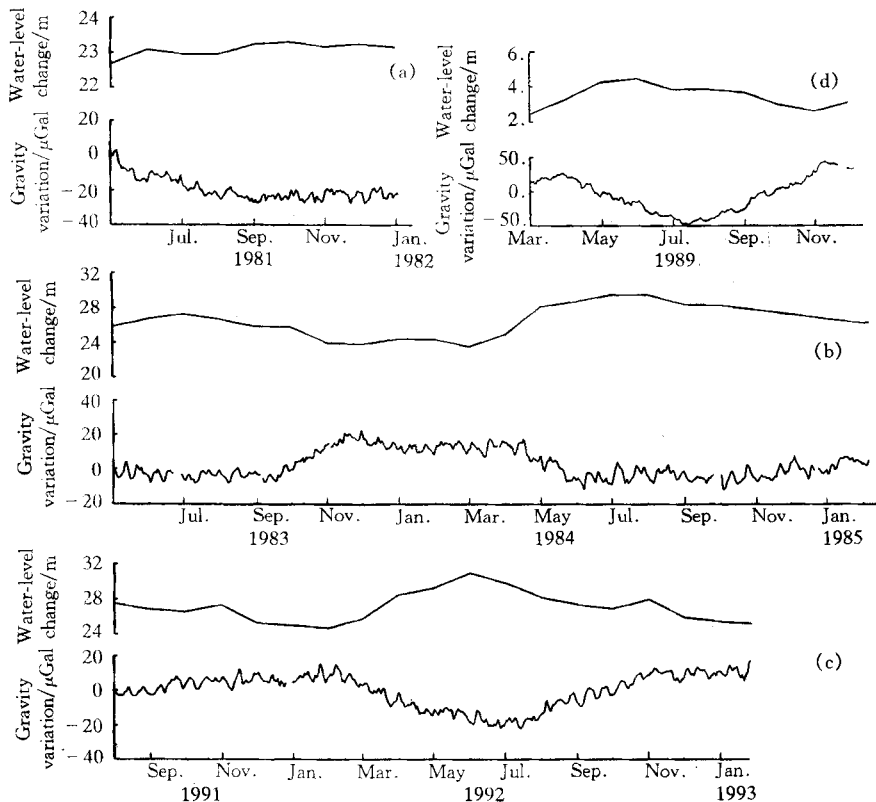 Water-level
change/m
24
23
22
(a)
Gravity
variation/μGal
20
0
−20
−40
Jul. Sep. Nov. Jan.
1981 1982
Water-level
change/m
6.
4.
2.
(d)
Gravity
variation/μGal
50.
0.
−50.
Mar. May Jul. Sep. Nov.
1989
Water-level
change/m
32
28
24
20
(b)
Gravity
variation/μGal
40
20
0
−20
Jul. Sep. Nov. Jan. Mar. May Jul. Sep. Nov. Jan.
1983 1984 1985
Water-level
change/m
32
28
24
Gravity
variation/μGal
20
0
−20
−40
(c)
Sep. Nov. Jan. Mar. May Jul. Sep. Nov. Jan.
1991 1992 1993